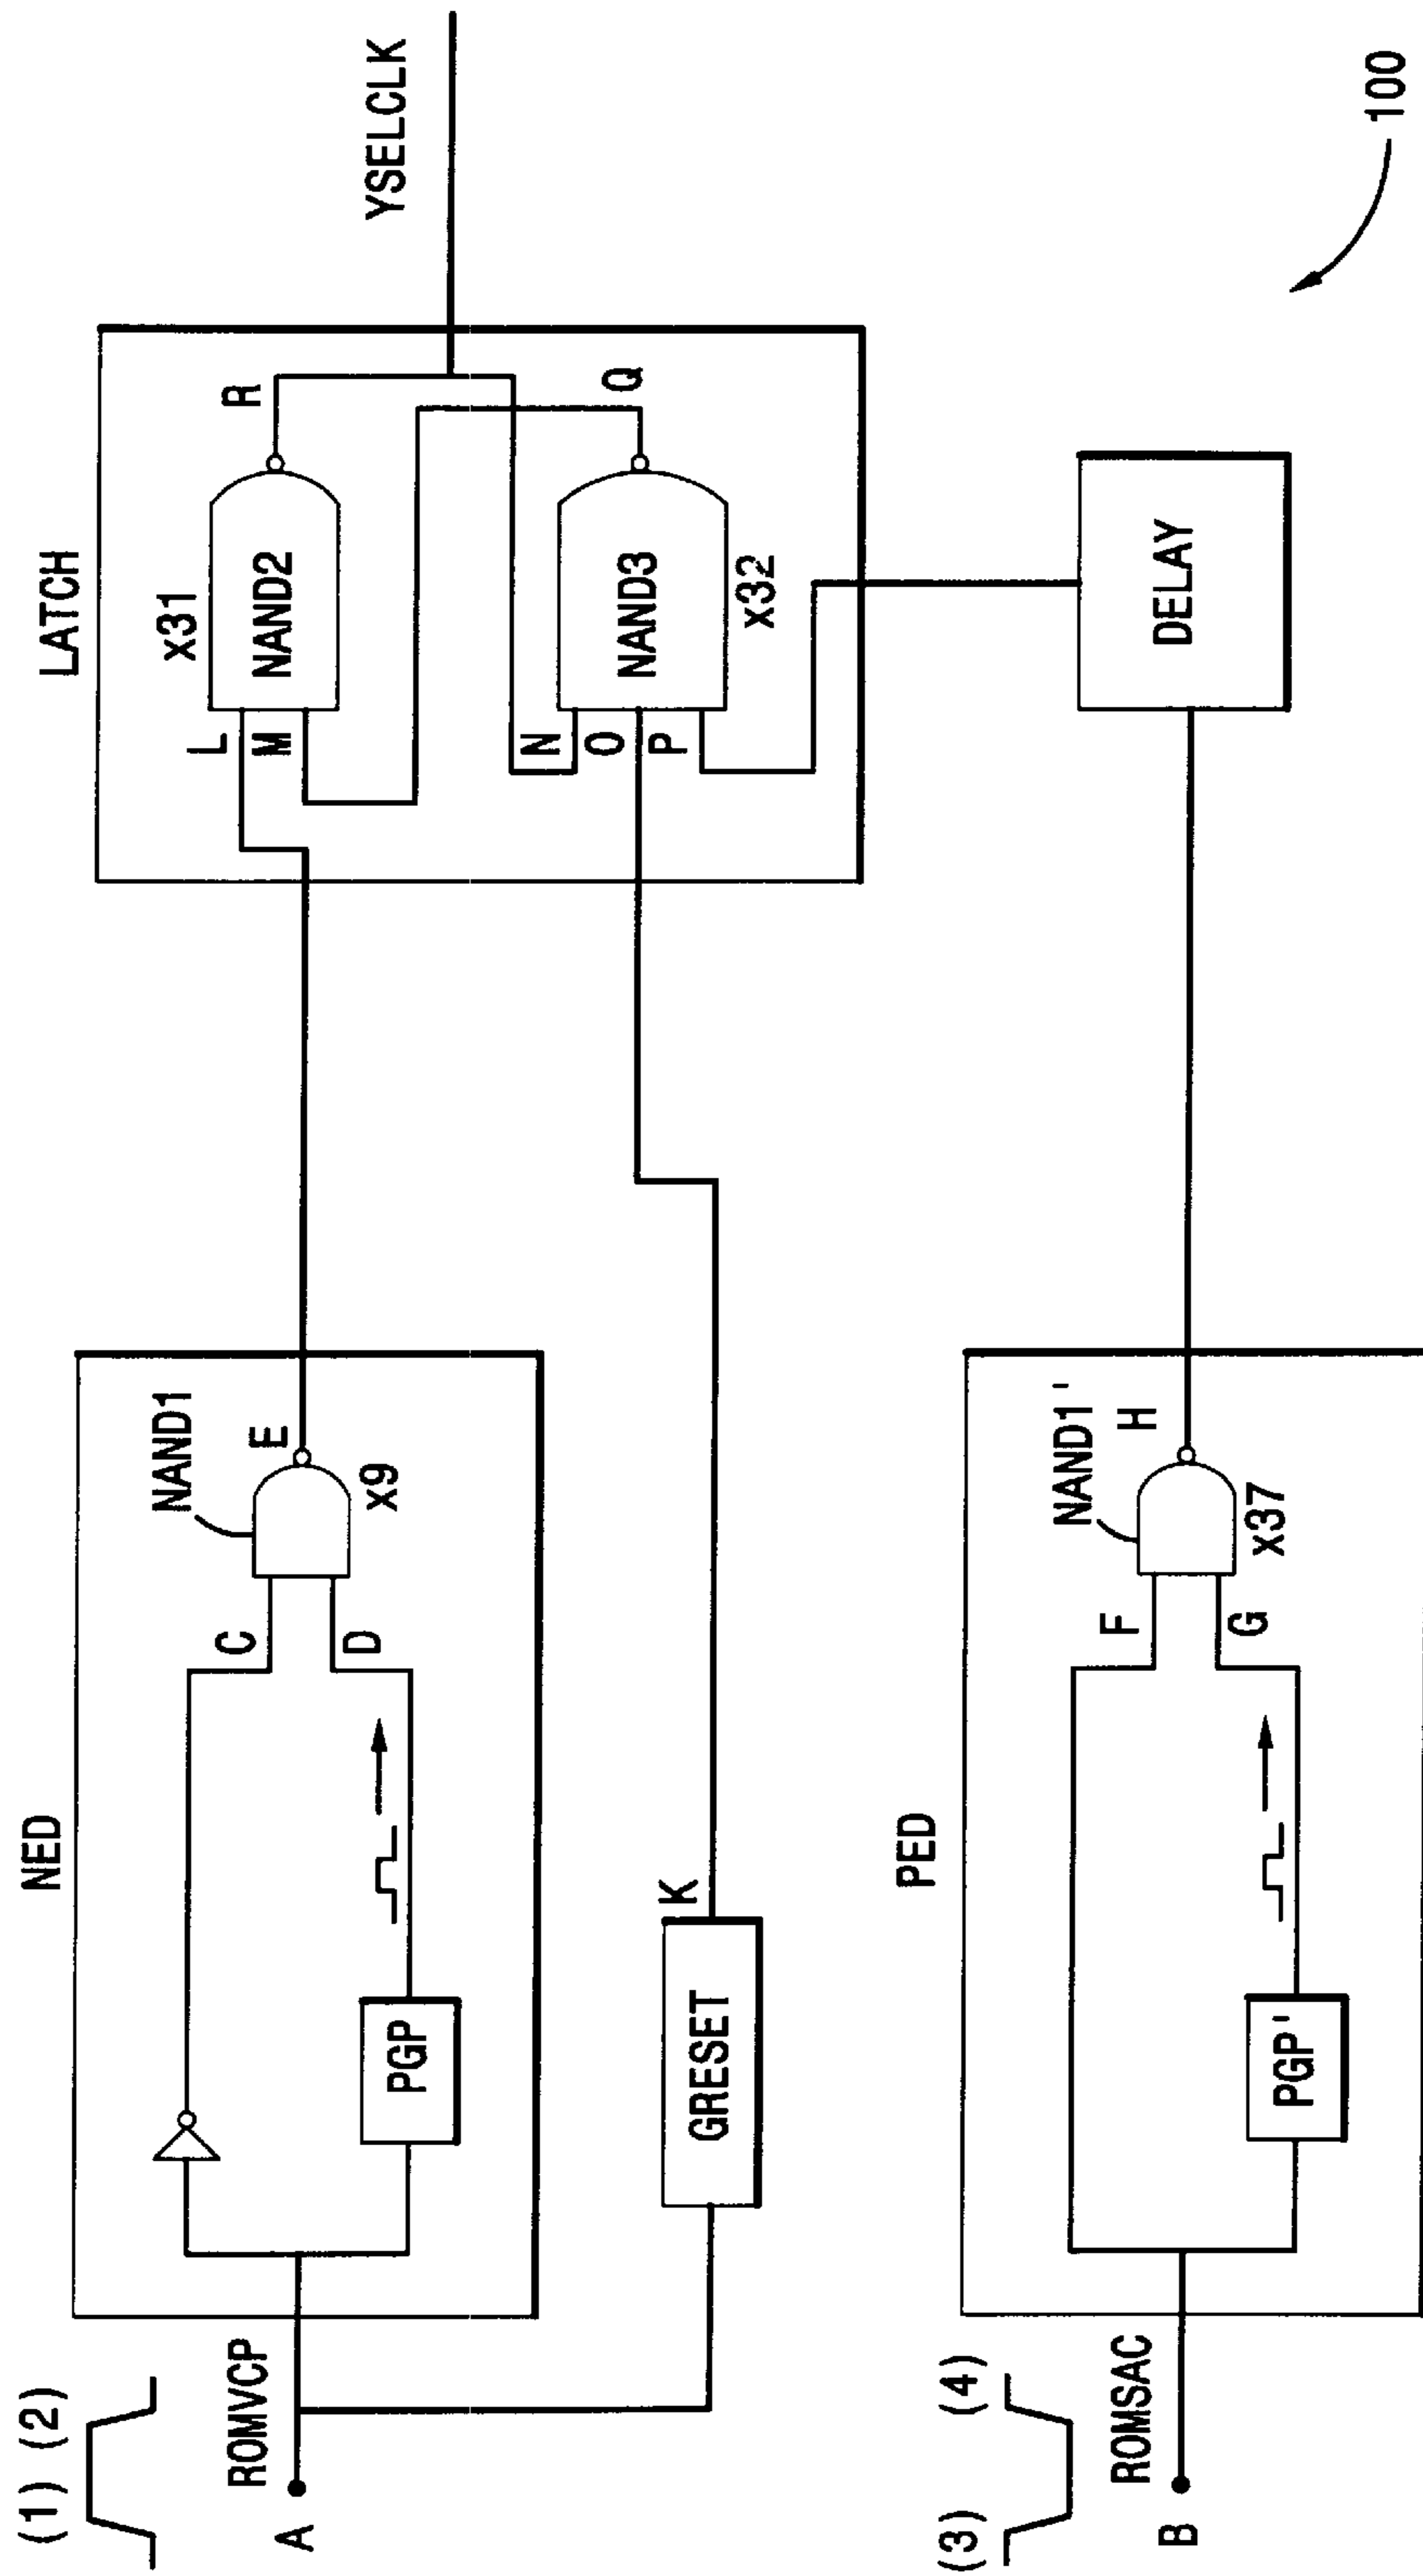 (1) (2)
ROMVCP
A
NED
C
D
PGP
NAND1
E
x9
GRESET
K
LATCH
x31
L
M
NAND2
R
N
O
P
NAND3
x32
Q
YSELCLK
(3) (4)
ROMSAC
B
PED
F
G
PGP'
NAND1'
H
x37
DELAY
100